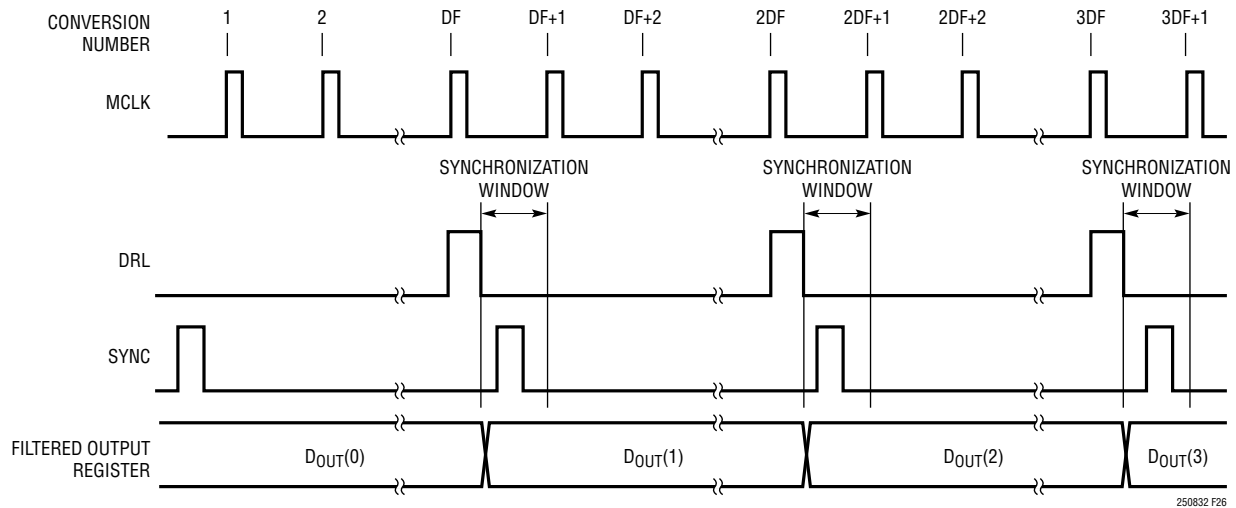 CONVERSION
NUMBER
1 2 DF DF+1 DF+2 2DF 2DF+1 2DF+2 3DF 3DF+1
MCLK
SYNCHRONIZATION
WINDOW
SYNCHRONIZATION
WINDOW
SYNCHRONIZATION
WINDOW
DRL
SYNC
FILTERED OUTPUT
REGISTER
DOUT(0) DOUT(1) DOUT(2) DOUT(3)
250832 F26